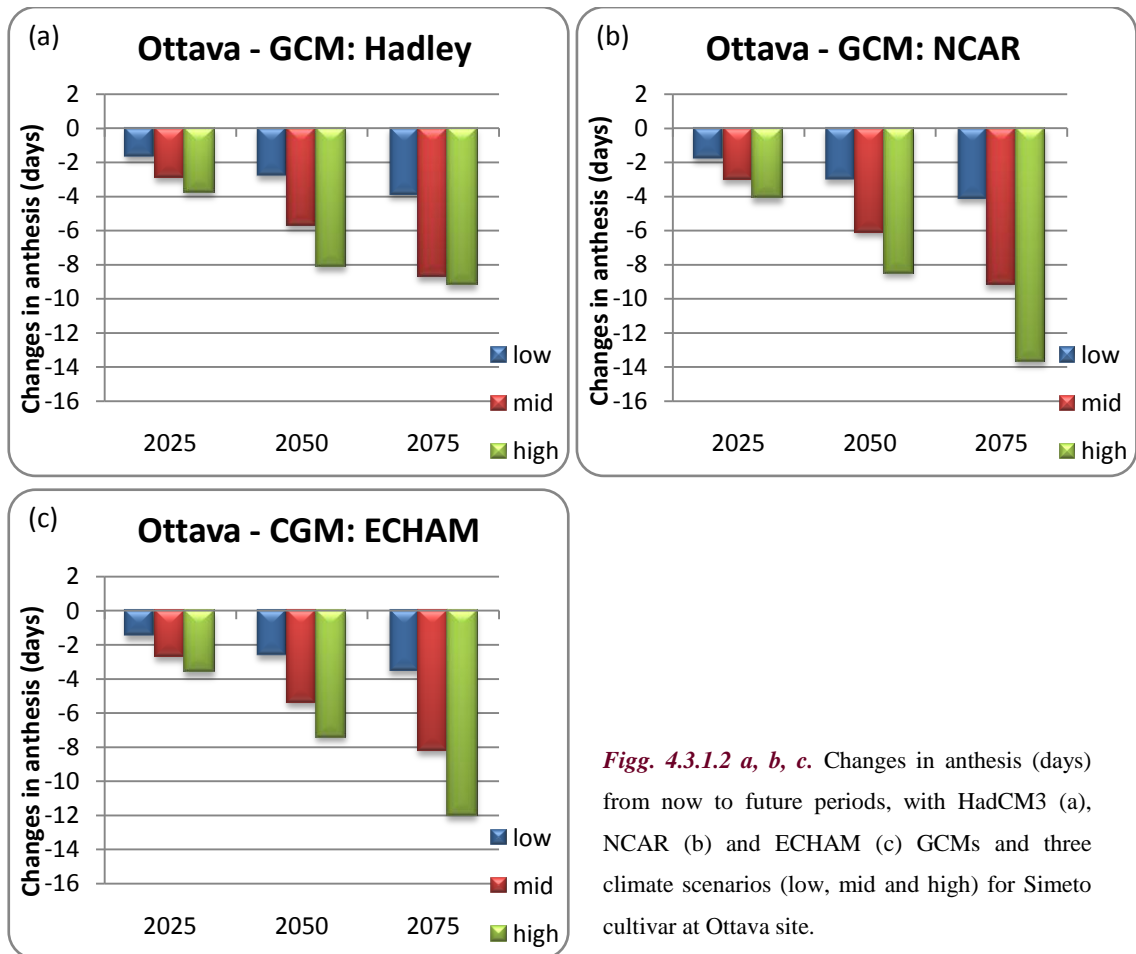 (a)
Ottava - GCM: Hadley
Changes in anthesis (days)
2
0
-2
-4
-6
-8
-10
-12
-14
-16
2025 2050 2075
low
mid
high
(b)
Ottava - GCM: NCAR
Changes in anthesis (days)
2
0
-2
-4
-6
-8
-10
-12
-14
-16
2025 2050 2075
low
mid
high
(c)
Ottava - CGM: ECHAM
Changes in anthesis (days)
2
0
-2
-4
-6
-8
-10
-12
-14
-16
2025 2050 2075
low
mid
high
Figg. 4.3.1.2 a, b, c. Changes in anthesis (days)
from now to future periods, with HadCM3 (a),
NCAR (b) and ECHAM (c) GCMs and three
climate scenarios (low, mid and high) for Simeto
cultivar at Ottava site.